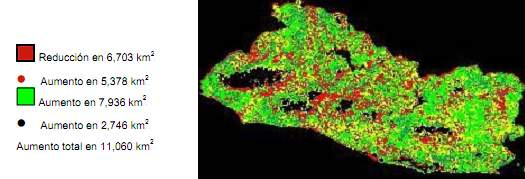 Reducción en 6,703 km²
Aumento en 5,378 km²
Aumento en 7,936 km²
Aumento en 2,746 km²
Aumento total en 11,060 km²